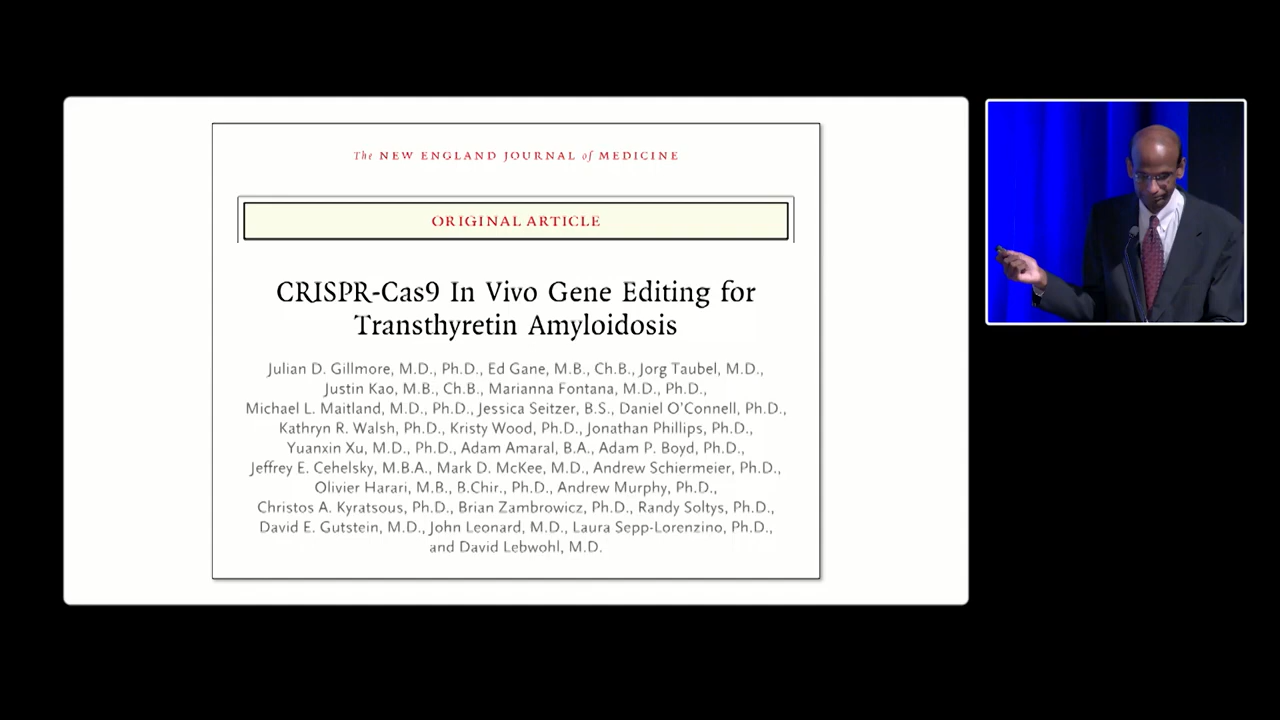 The NEW ENGLAND JOURNAL of MEDICINE
ORIGINAL ARTICLE
CRISPR-Cas9 In Vivo Gene Editing for
Transthyretin Amyloidosis
Julian D. Gillmore, M.D., Ph.D., Ed Gane, M.B., Ch.B., Jorg Taubel, M.D.,
Justin Kao, M.B., Ch.B., Marianna Fontana, M.D., Ph.D.,
Michael L. Maitland, M.D., Ph.D., Jessica Seitzer, B.S., Daniel O'Connell, Ph.D.,
Kathryn R. Walsh, Ph.D., Kristy Wood, Ph.D., Jonathan Phillips, Ph.D.,
Yuanxin Xu, M.D., Ph.D., Adam Amaral, B.A., Adam P. Boyd, Ph.D.,
Jeffrey E. Cehelsky, M.B.A., Mark D. McKee, M.D., Andrew Schiermeier, Ph.D.,
Olivier Harari, M.B., B.Chir., Ph.D., Andrew Murphy, Ph.D.,
Christos A. Kyratsous, Ph.D., Brian Zambrowicz, Ph.D., Randy Soltys, Ph.D.,
David E. Gutstein, M.D., John Leonard, M.D., Laura Sepp-Lorenzino, Ph.D.,
and David Lebwohl, M.D.